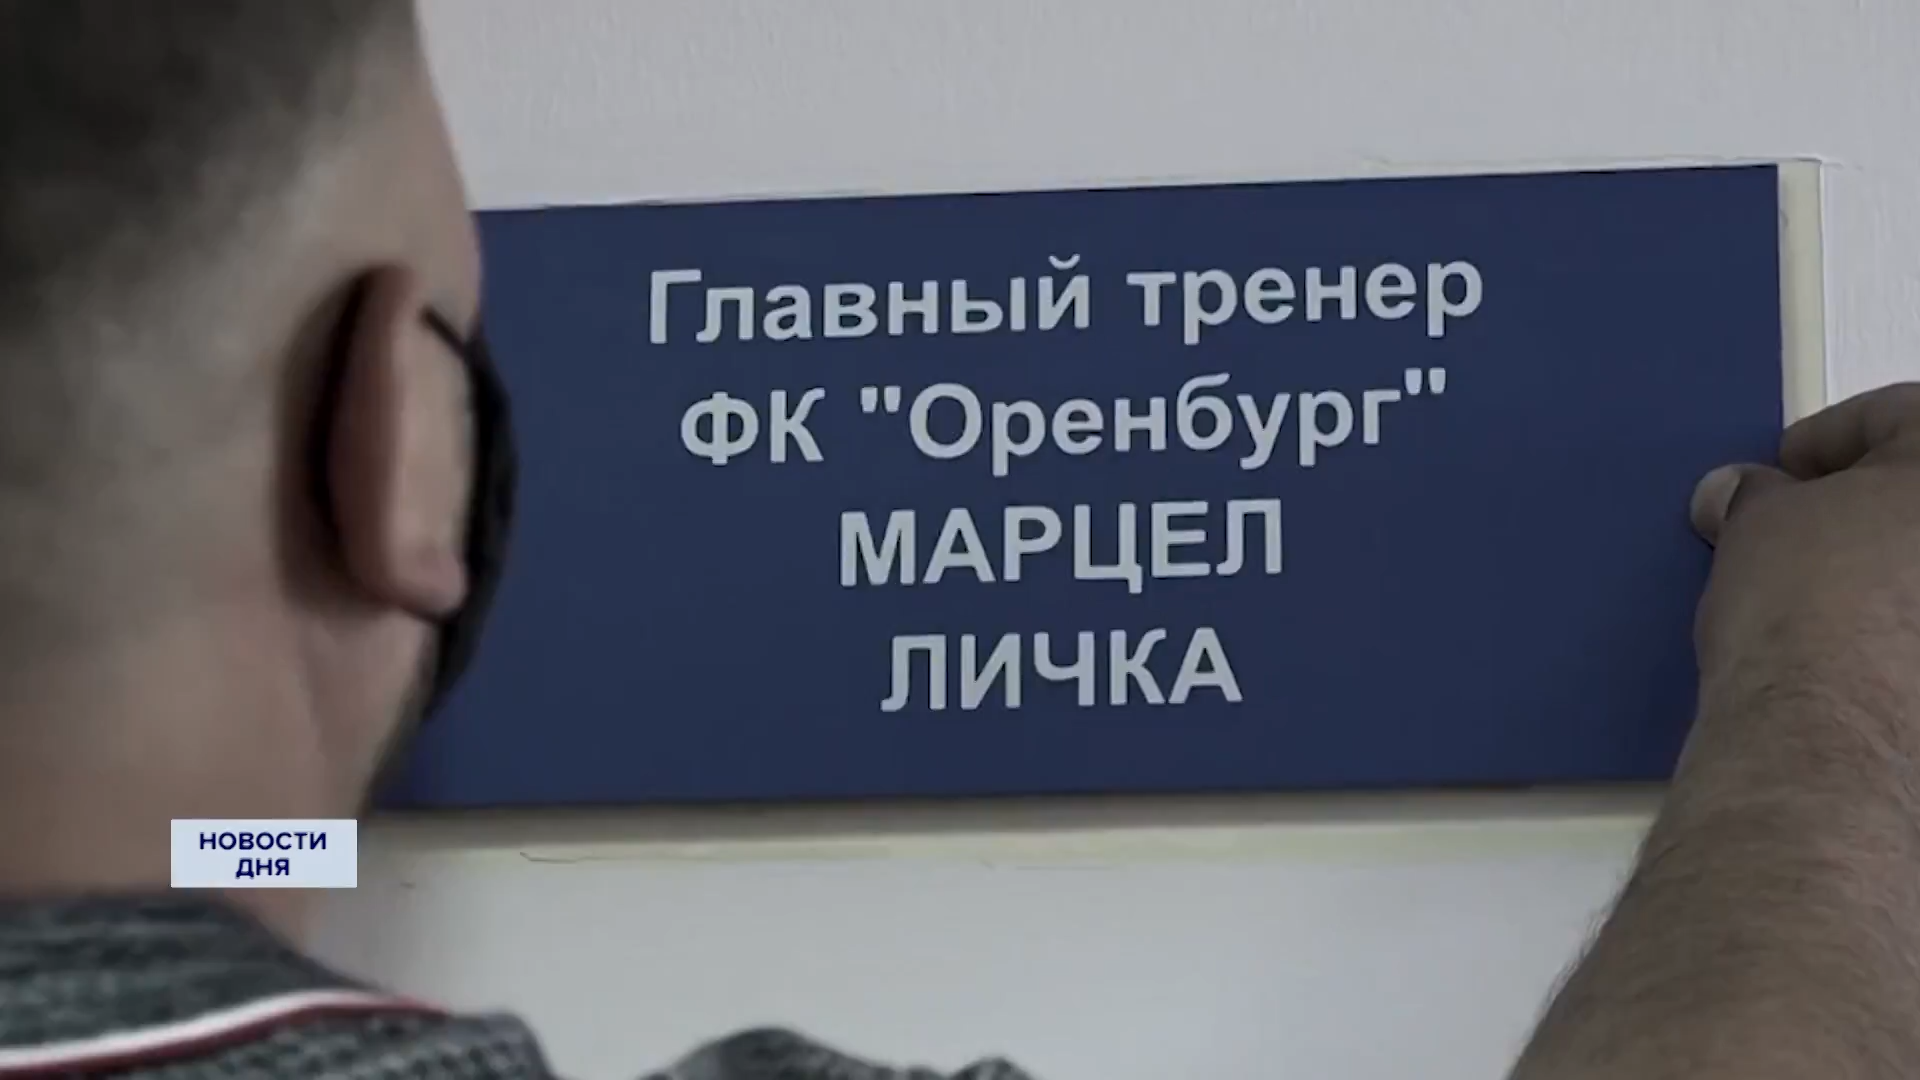 Главный тренер
ФК "Оренбург"
МАРЦЕЛ
ЛИЧКА
НОВОСТИ
ДНЯ